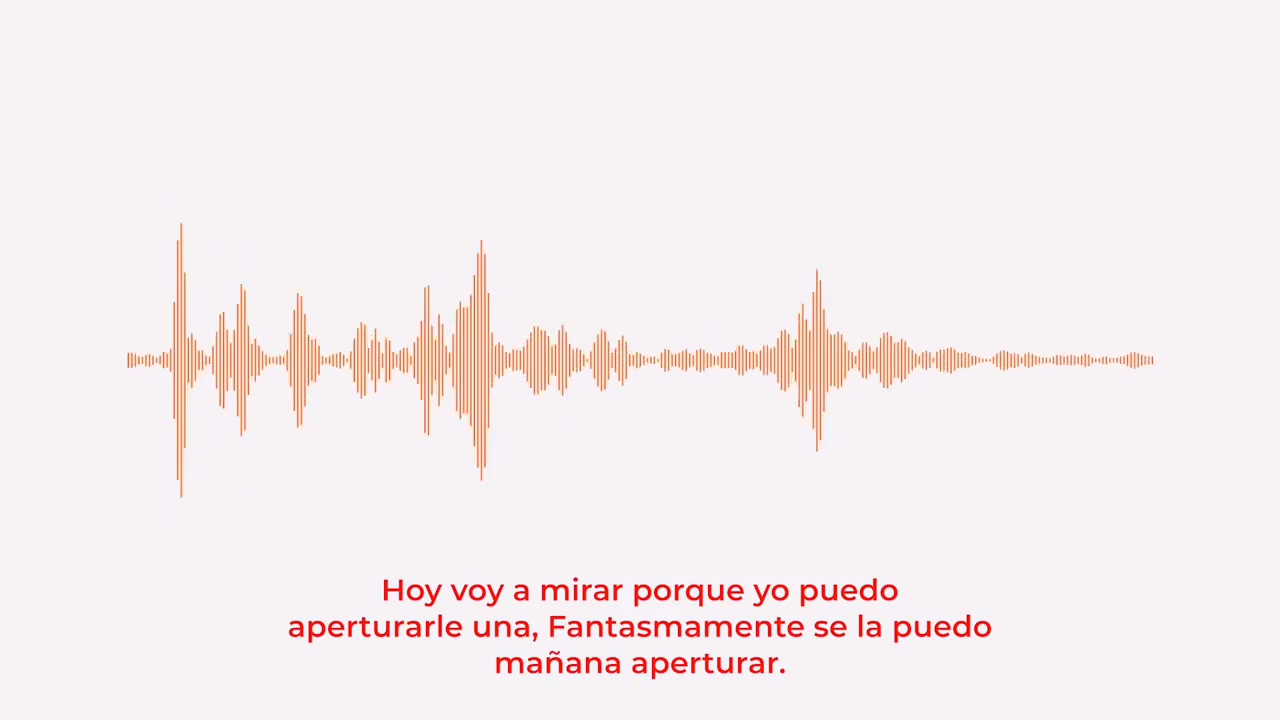 Hoy voy a mirar porque yo puedo
aperturarle una, Fantasmamente se la puedo
mañana aperturar.